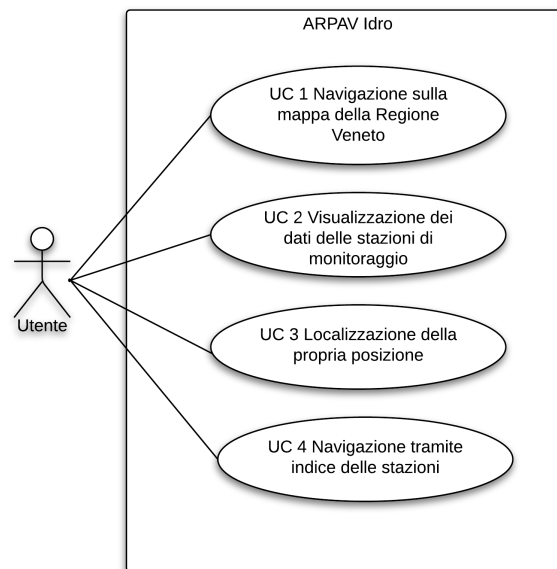 ARPAV Idro
UC 1 Navigazione sulla
mappa della Regione
Veneto
UC 2 Visualizzazione dei
dati delle stazioni di
monitoraggio
Utente
UC 3 Localizzazione della
propria posizione
UC 4 Navigazione tramite
indice delle stazioni